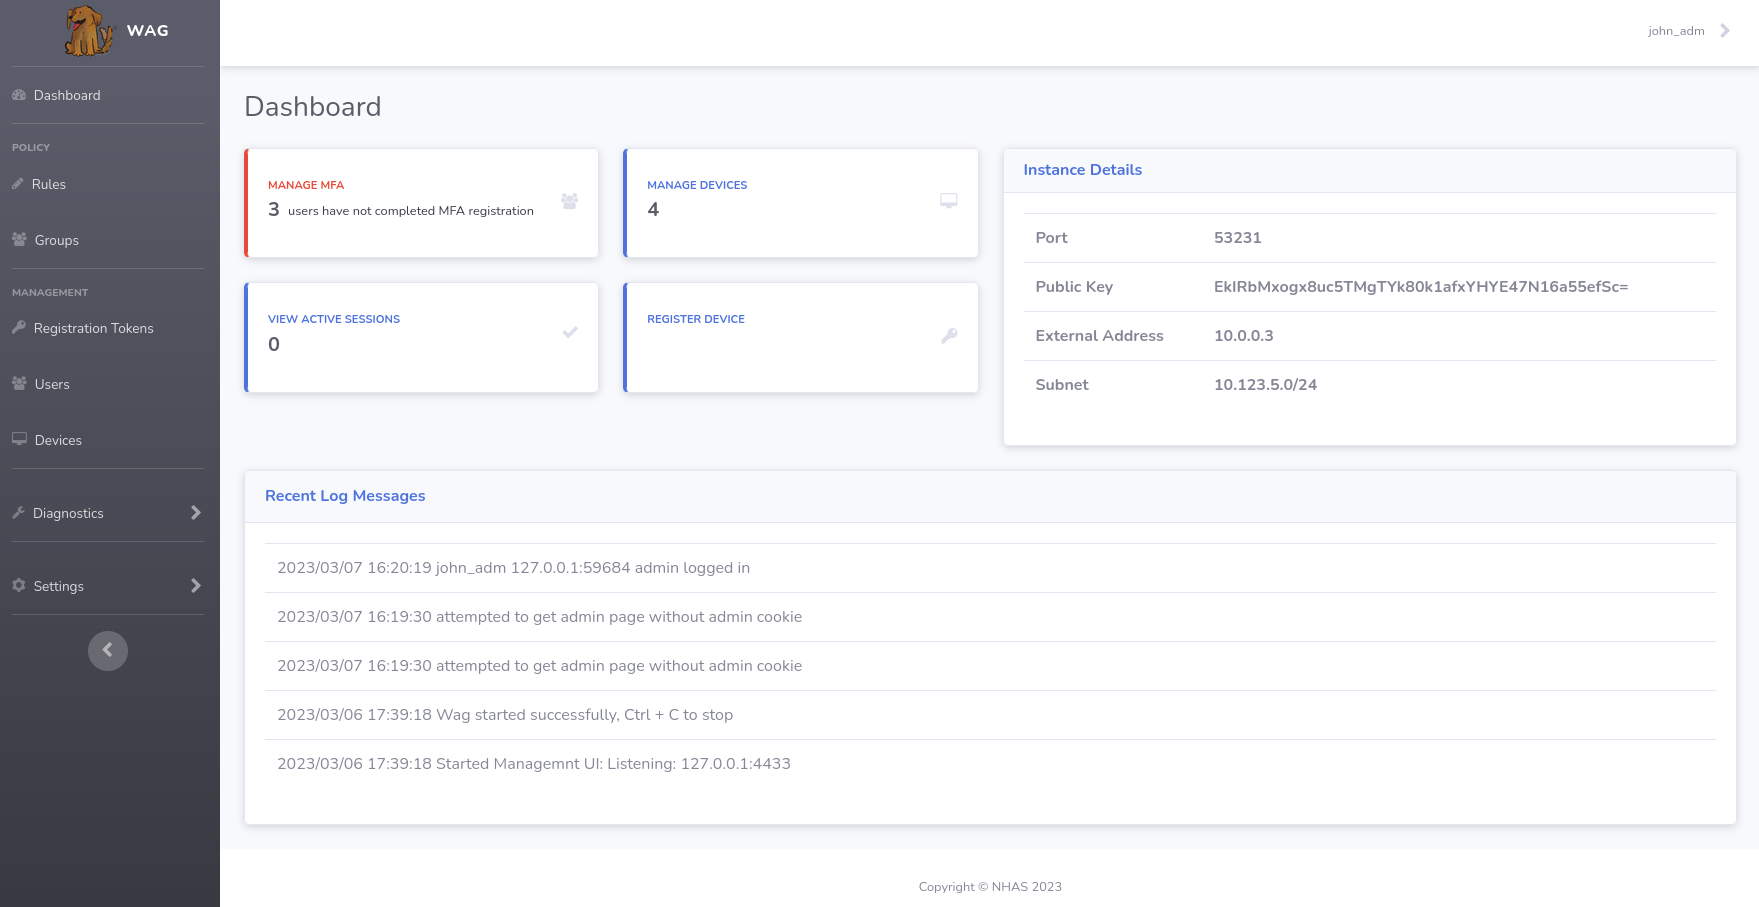 WAG
john_adm
Dashboard
POLICY
Rules
Groups
MANAGEMENT
Registration Tokens
Users
Devices
Diagnostics
Settings
Dashboard
MANAGE MFA
3 users have not completed MFA registration
MANAGE DEVICES
4
VIEW ACTIVE SESSIONS
0
REGISTER DEVICE
Instance Details
Port 53231
Public Key EkIRbMxogx8uc5TMgTYk80k1afxYHYE47N16a55efSc=
External Address 10.0.0.3
Subnet 10.123.5.0/24
Recent Log Messages
2023/03/07 16:20:19 john_adm 127.0.0.1:59684 admin logged in
2023/03/07 16:19:30 attempted to get admin page without admin cookie
2023/03/07 16:19:30 attempted to get admin page without admin cookie
2023/03/06 17:39:18 Wag started successfully, Ctrl + C to stop
2023/03/06 17:39:18 Started Managemnt UI: Listening: 127.0.0.1:4433
Copyright © NHAS 2023